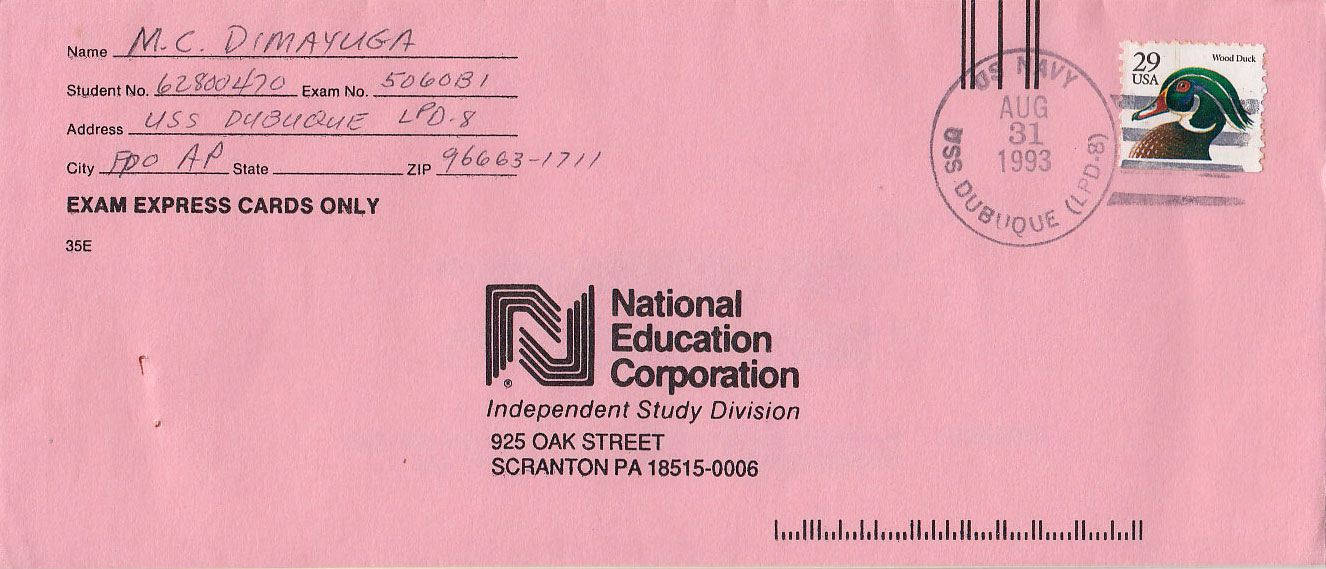 Name M.C. DIMAYUGA
Student No. 62800470 Exam No. 5060B1
Address USS DUBUQUE LPD-8
City FPO AP State ZIP 96663-1711
EXAM EXPRESS CARDS ONLY
35E
US NAVY
AUG
31
1993
USS DUBUQUE (LPD-8)
29
USA
Wood Duck
National
Education
Corporation
®
Independent Study Division
925 OAK STREET
SCRANTON PA 18515-0006